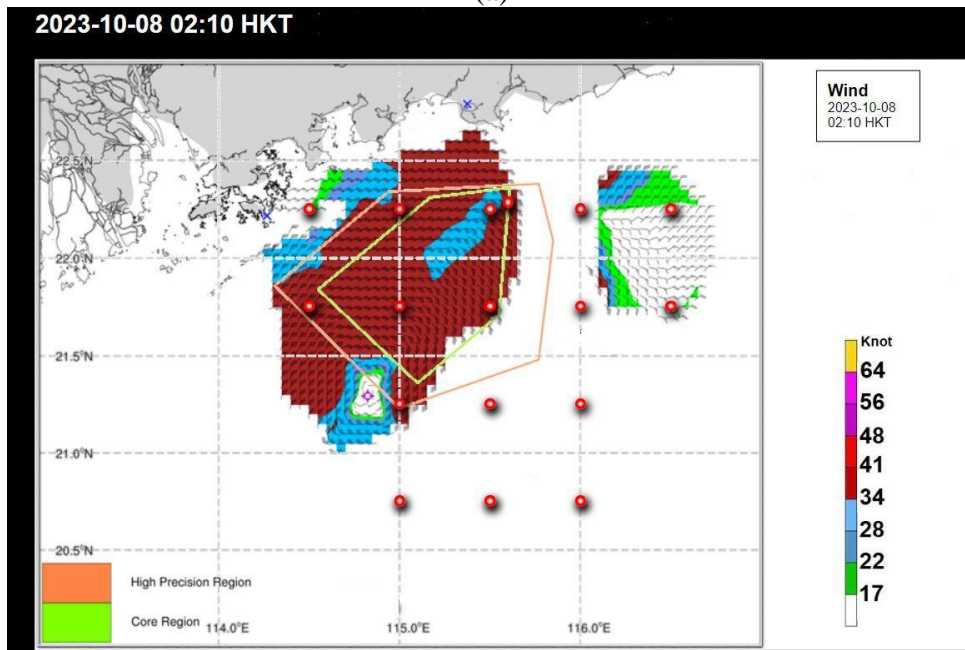 (a)
2023-10-08 02:10 HKT
Wind
2023-10-08
02:10 HKT
22.5°N
22.0°N
21.5°N
21.0°N
20.5°N
Knot
64
56
48
41
34
28
22
17
High Precision Region
Core Region
114.0°E
115.0°E
116.0°E